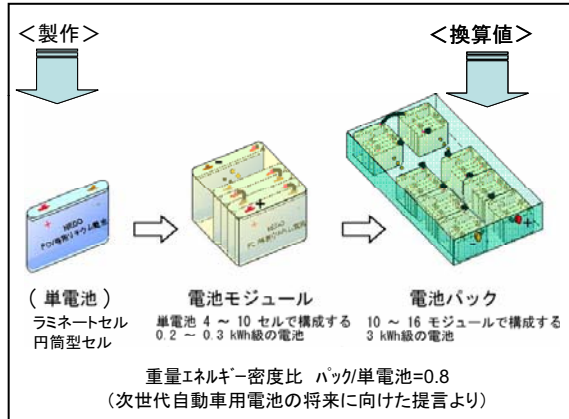 ＜製作＞
＜換算値＞
NEDO
（単電池）
ラミネートセル
円筒型セル
電池モジュール
単電池 4 ～ 10 セルで構成する
0.2 ～ 0.3 kWh級の電池
電池パック
10 ～ 16 モジュールで構成する
3 kWh級の電池
重量エネルギー密度比 パック/単電池=0.8
（次世代自動車用電池の将来に向けた提言より）